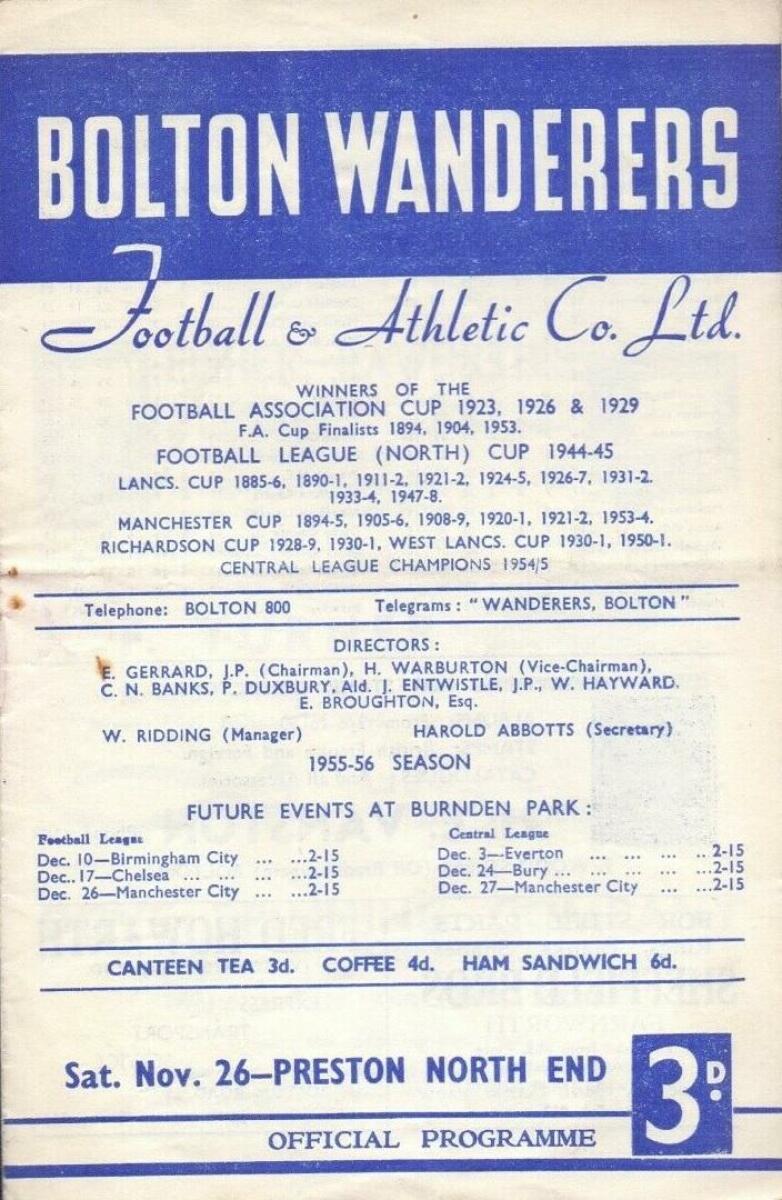 BOLTON WANDERERS
Football & Athletic Co. Ltd.
WINNERS OF THE
FOOTBALL ASSOCIATION CUP 1923, 1926 & 1929
F.A. Cup Finalists 1894, 1904, 1953.
FOOTBALL LEAGUE (NORTH) CUP 1944-45
LANCS. CUP 1885-6, 1890-1, 1911-2, 1921-2, 1924-5, 1926-7, 1931-2.
1933-4, 1947-8.
MANCHESTER CUP 1894-5, 1905-6, 1908-9, 1920-1, 1921-2, 1953-4.
RICHARDSON CUP 1928-9, 1930-1, WEST LANCS. CUP 1930-1, 1950-1.
CENTRAL LEAGUE CHAMPIONS 1954/5
Telephone: BOLTON 800 Telegrams: "WANDERERS, BOLTON"
DIRECTORS:
E. GERRARD, J.P. (Chairman), H. WARBURTON (Vice-Chairman),
C. N. BANKS, P. DUXBURY, Ald. J. ENTWISTLE, J.P., W. HAYWARD.
E. BROUGHTON, Esq.
W. RIDDING (Manager) HAROLD ABBOTTS (Secretary)
1955-56 SEASON
FUTURE EVENTS AT BURNDEN PARK:
Football League
Dec. 10—Birmingham City ... ...2-15
Dec..17—Chelsea ... ... ...2-15
Dec. 26—Manchester City ... ...2-15
Central League
Dec. 3—Everton ... ... ... .. 2-15
Dec. 24—Bury ... ... ... ... ...2-15
Dec. 27—Manchester City ... ...2-15
CANTEEN TEA 3d. COFFEE 4d. HAM SANDWICH 6d.
Sat. Nov. 26—PRESTON NORTH END
3D.
OFFICIAL PROGRAMME